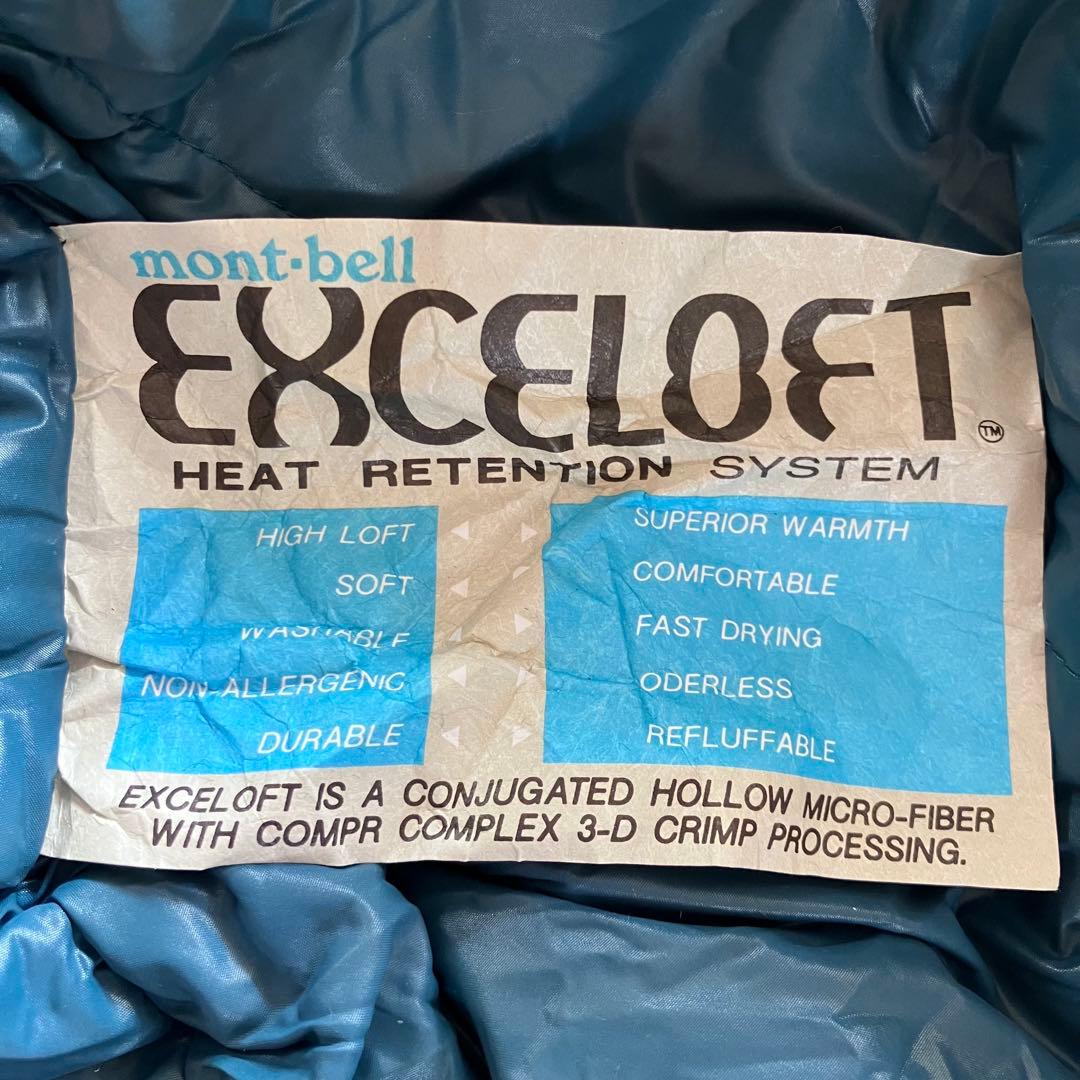 mont·bell
EXCELOFT
TM
HEAT RETENTION SYSTEM
HIGH LOFT SUPERIOR WARMTH
SOFT COMFORTABLE
WASHABLE FAST DRYING
NON-ALLERGENIC ODERLESS
DURABLE REFLUFFABLE
EXCELOFT IS A CONJUGATED HOLLOW MICRO-FIBER
WITH COMPR COMPLEX 3-D CRIMP PROCESSING.